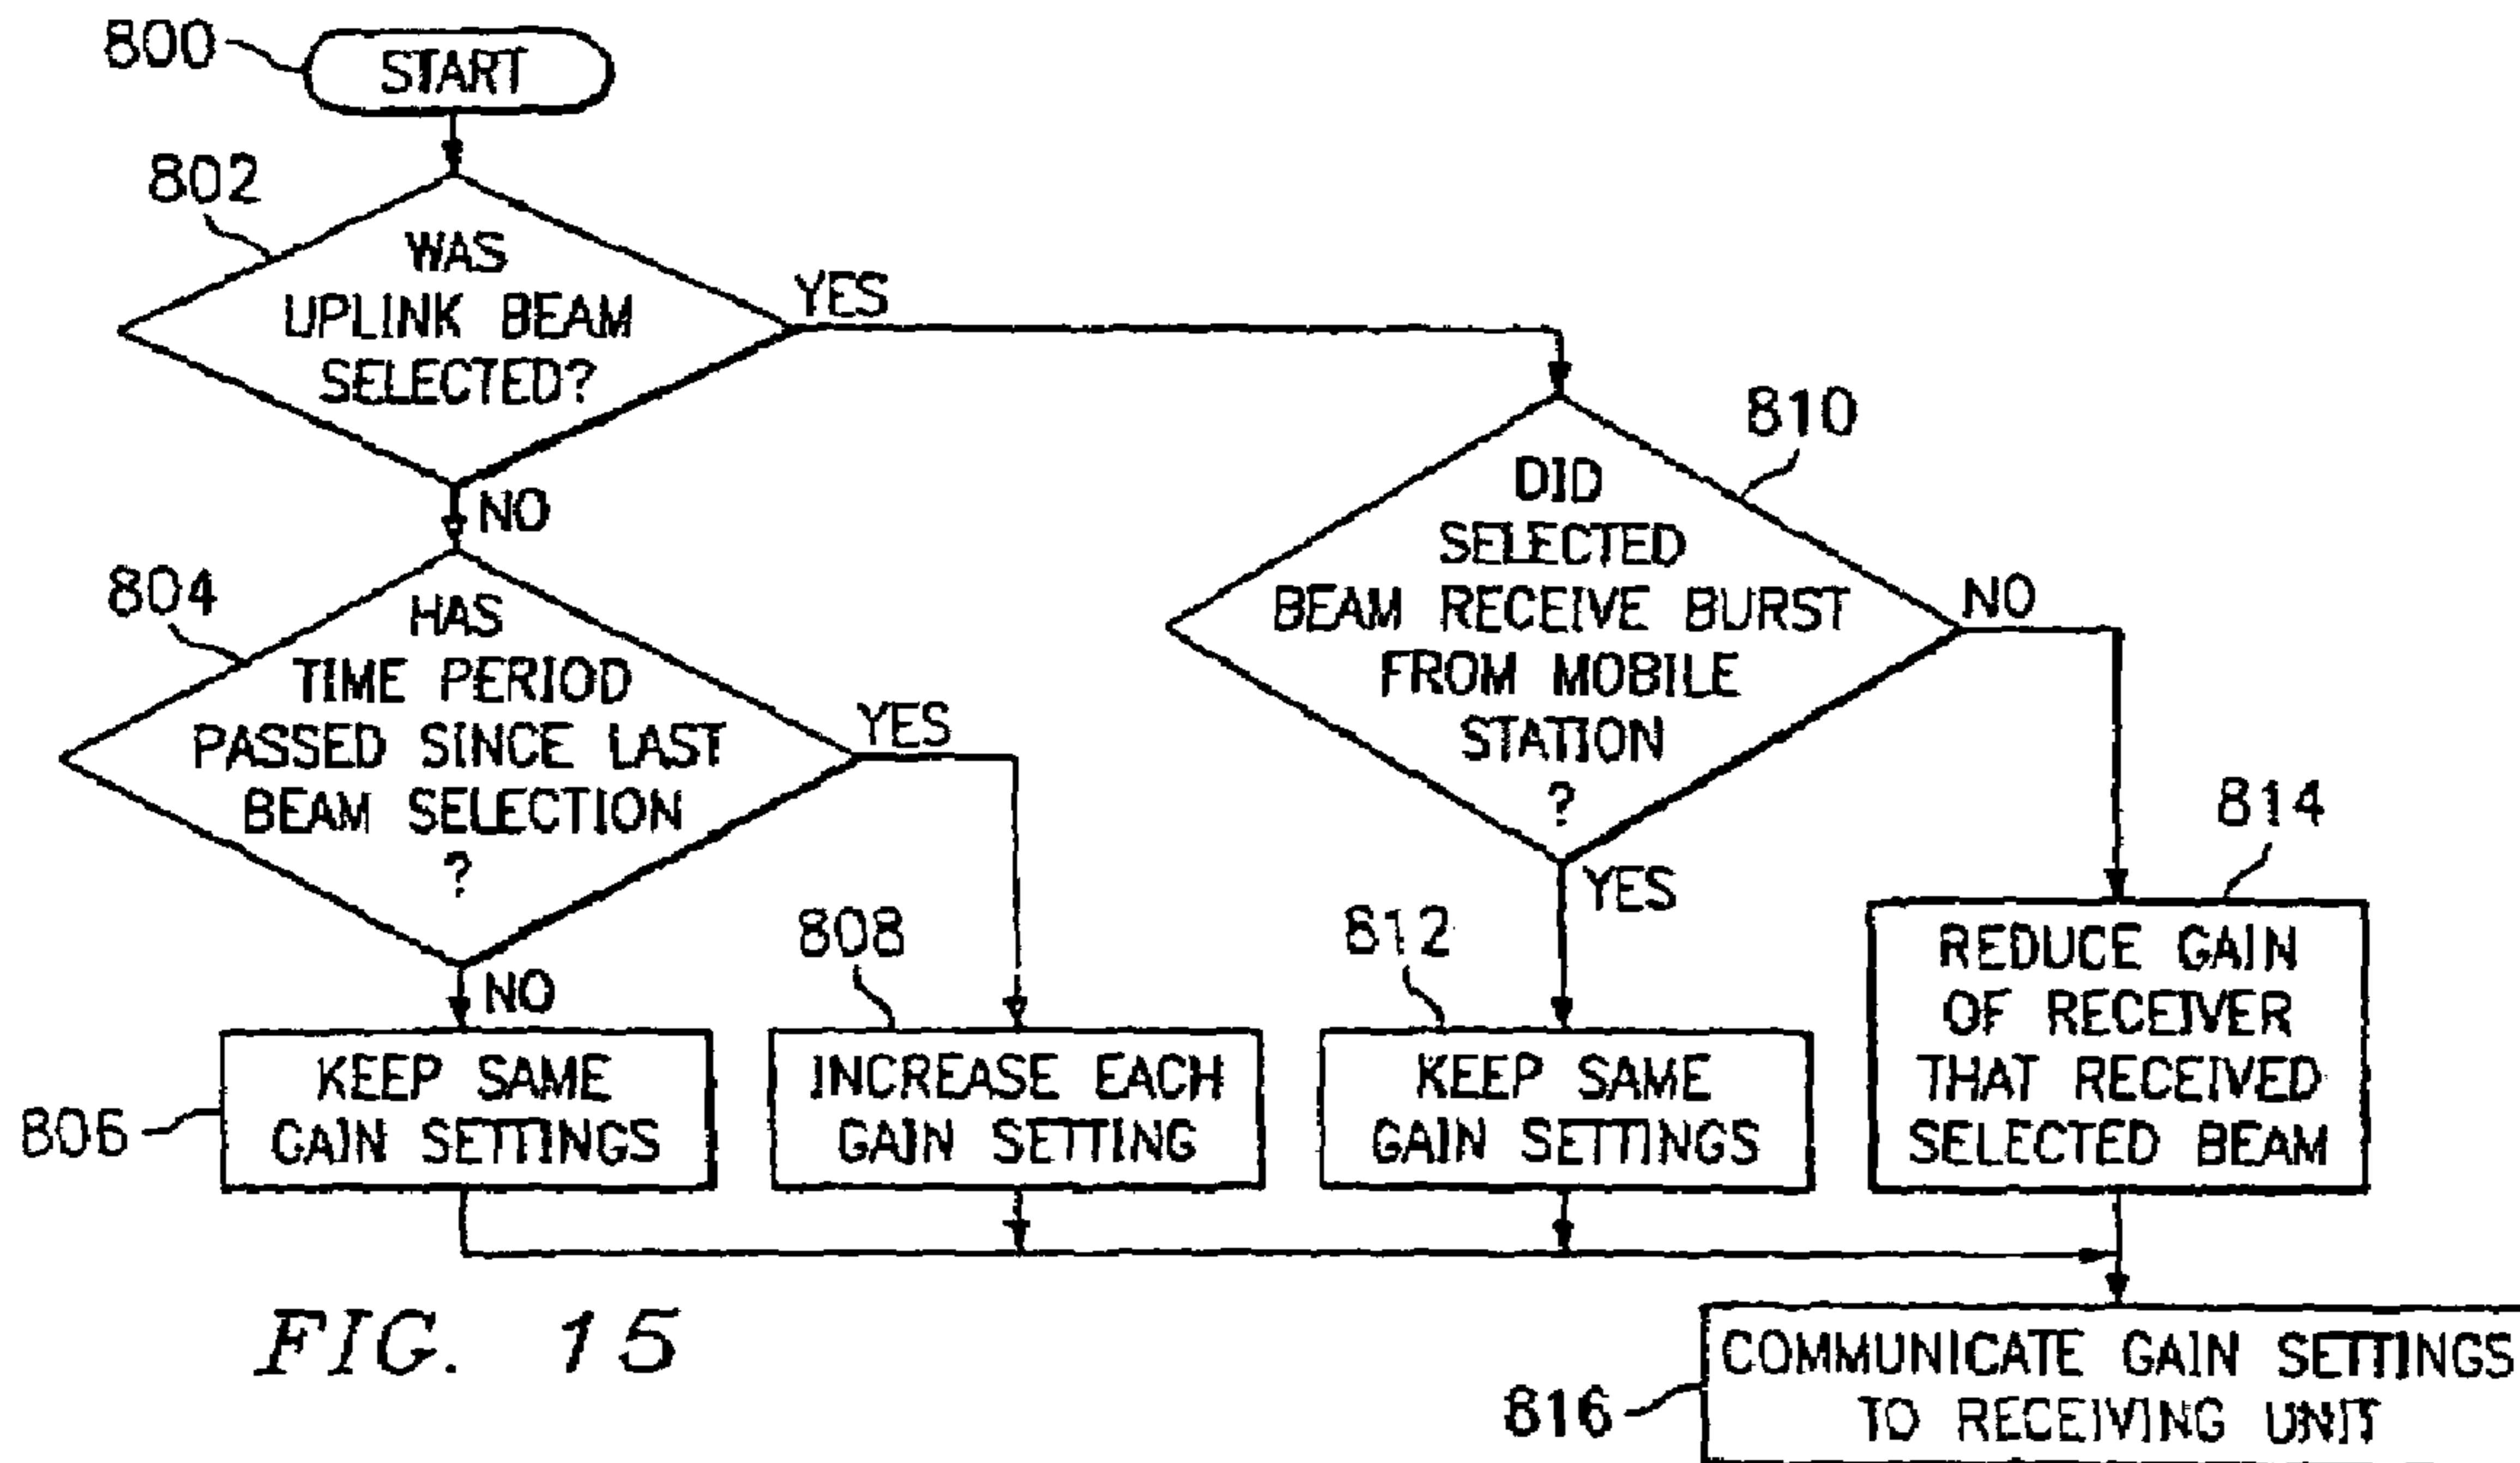 800
START
802
WAS
UPLINK BEAM
SELECTED?
YES
NO
804
HAS
TIME PERIOD
PASSED SINCE LAST
BEAM SELECTION
?
YES
NO
810
DID
SELECTED
BEAM RECEIVE BURST
FROM MOBILE
STATION
?
NO
YES
806
KEEP SAME
GAIN SETTINGS
808
INCREASE EACH
GAIN SETTING
812
KEEP SAME
GAIN SETTINGS
814
REDUCE GAIN
OF RECEIVER
THAT RECEIVED
SELECTED BEAM
816
COMMUNICATE GAIN SETTINGS
TO RECEIVING UNIT
FIG. 15